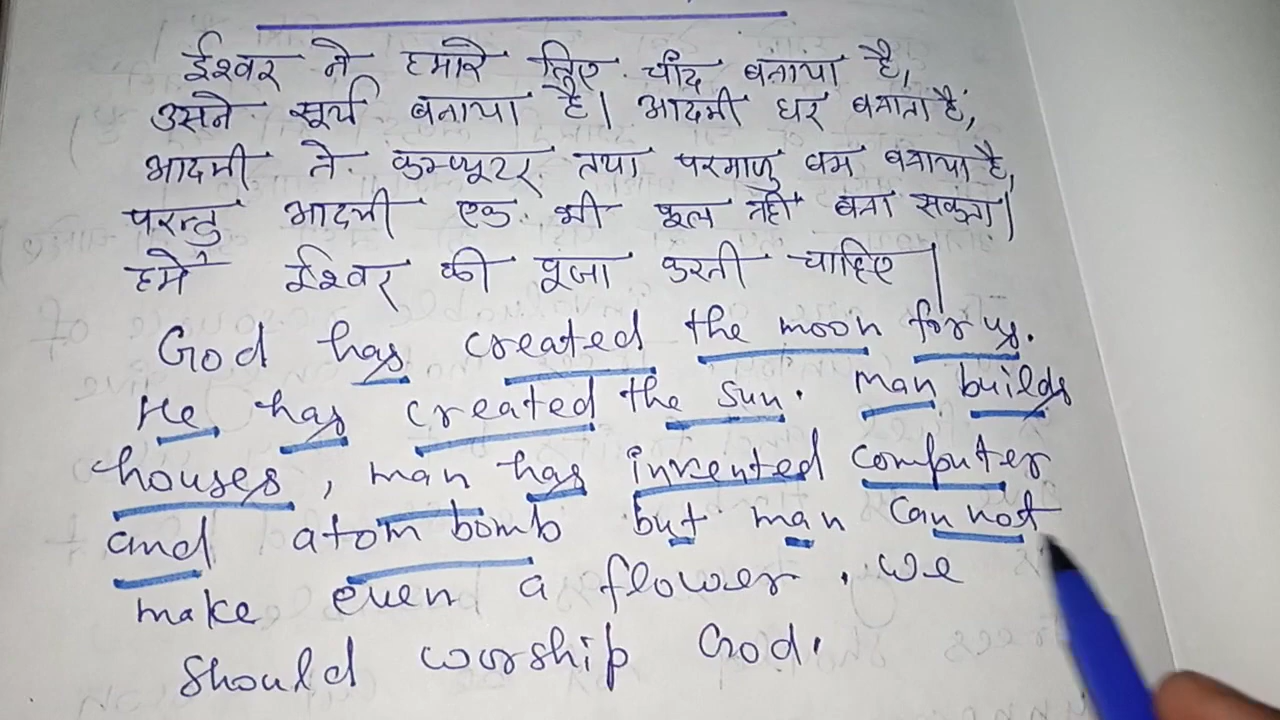 ईश्वर ने हमारे लिए चाँद बनाया है,
उसने सूर्य बनाया है। आदमी घर बनाता है,
आदमी ने कम्प्यूटर तथा परमाणु बम बनाया है,
परन्तु आदमी एक भी फूल नहीं बना सकता।
हमें ईश्वर की पूजा करनी चाहिए।
God has created the moon for us.
He has created the sun. man builds
houses, man has invented computer
and atom bomb but man can not
make even a flower. we
should worship God.